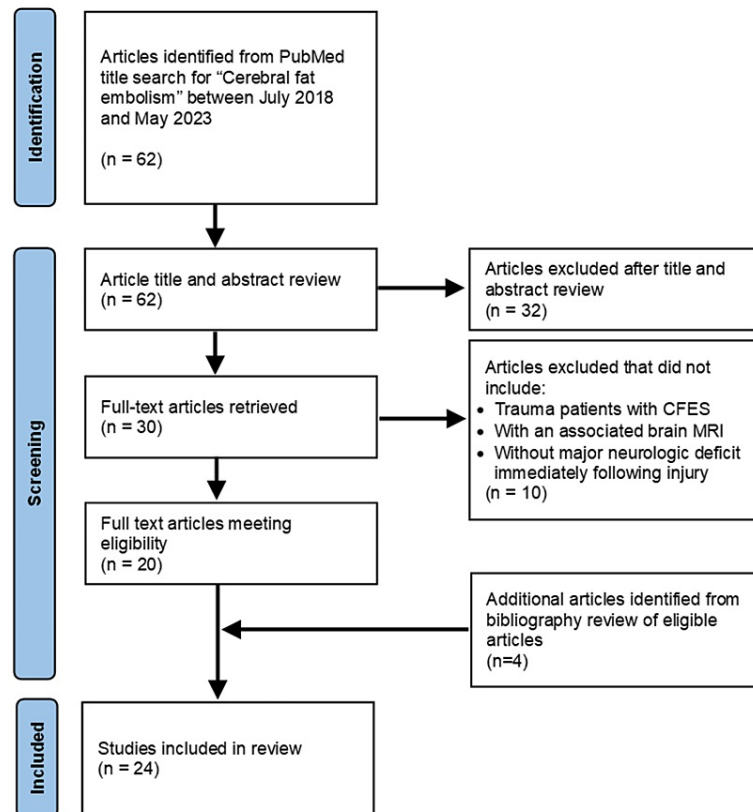 Identification
Articles identified from PubMed
title search for “Cerebral fat
embolism” between July 2018
and May 2023
(n = 62)
Screening
Article title and abstract review
(n = 62)
Articles excluded after title and
abstract review
(n = 32)
Full-text articles retrieved
(n = 30)
Articles excluded that did not
include:
• Trauma patients with CFES
• With an associated brain MRI
• Without major neurologic deficit
immediately following injury
(n = 10)
Full text articles meeting
eligibility
(n = 20)
Additional articles identified from
bibliography review of eligible
articles
(n=4)
Included
Studies included in review
(n = 24)